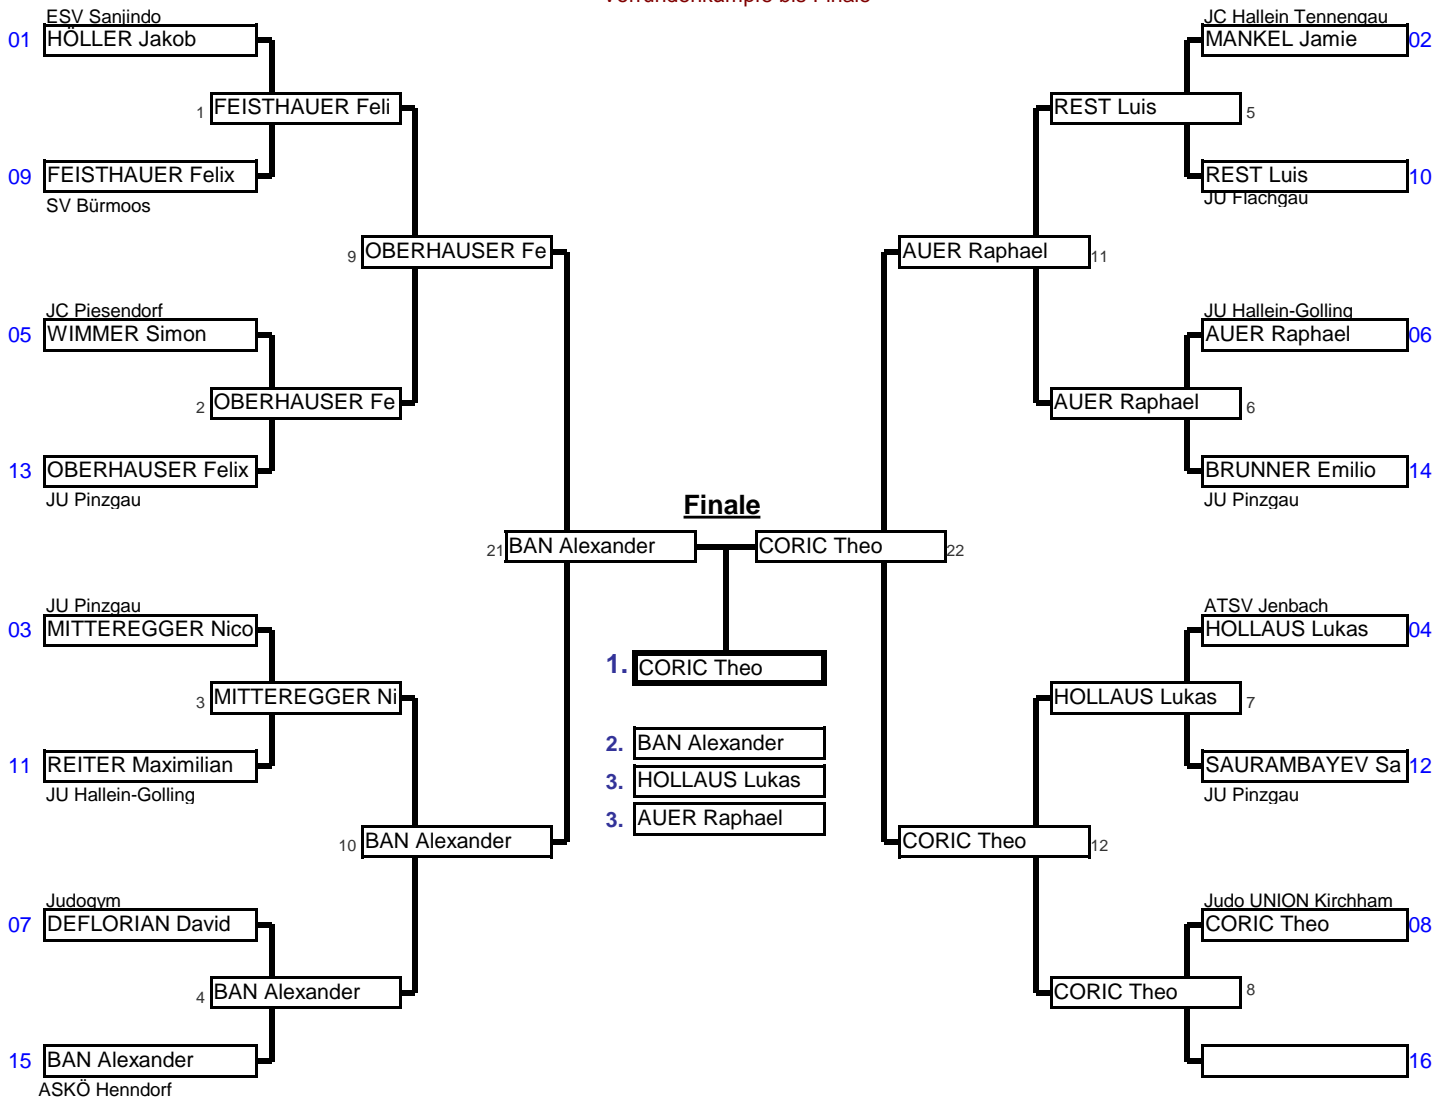 Vorrundenkämpfe bis Finale
ESV Sanjindo
01 HÖLLER Jakob
1 FEISTHAUER Feli
09 FEISTHAUER Felix
SV Bürmoos
9 OBERHAUSER Fe
JC Piesendorf
05 WIMMER Simon
2 OBERHAUSER Fe
13 OBERHAUSER Felix
JU Pinzgau
21 BAN Alexander
JU Pinzgau
03 MITTEREGGER Nico
3 MITTEREGGER Ni
11 REITER Maximilian
JU Hallein-Golling
10 BAN Alexander
Judogym
07 DEFLORIAN David
4 BAN Alexander
15 BAN Alexander
ASKÖ Henndorf
Finale
1. CORIC Theo
2. BAN Alexander
3. HOLLAUS Lukas
3. AUER Raphael
JC Hallein Tennengau
MANKEL Jamie 02
REST Luis 5
REST Luis 10
JU Flachgau
AUER Raphael 11
JU Hallein-Golling
AUER Raphael 06
AUER Raphael 6
BRUNNER Emilio 14
JU Pinzgau
CORIC Theo 22
ATSV Jenbach
HOLLAUS Lukas 04
HOLLAUS Lukas 7
SAURAMBAYEV Sa 12
JU Pinzgau
CORIC Theo 12
Judo UNION Kirchham
CORIC Theo 08
CORIC Theo 8
16